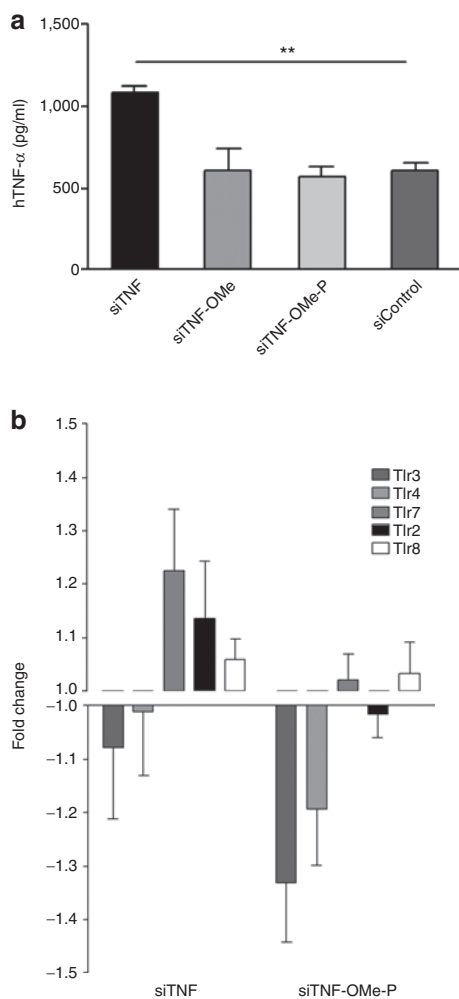 a
1,500
1,000
500
0
hTNF-α (pg/ml)
**
siTNF
siTNF-OMe
siTNF-OMe-P
siControl
b
1.5
1.4
1.3
1.2
1.1
1.0
−1.0
−1.1
−1.2
−1.3
−1.4
−1.5
Fold change
Tlr3
Tlr4
Tlr7
Tlr2
Tlr8
siTNF
siTNF-OMe-P